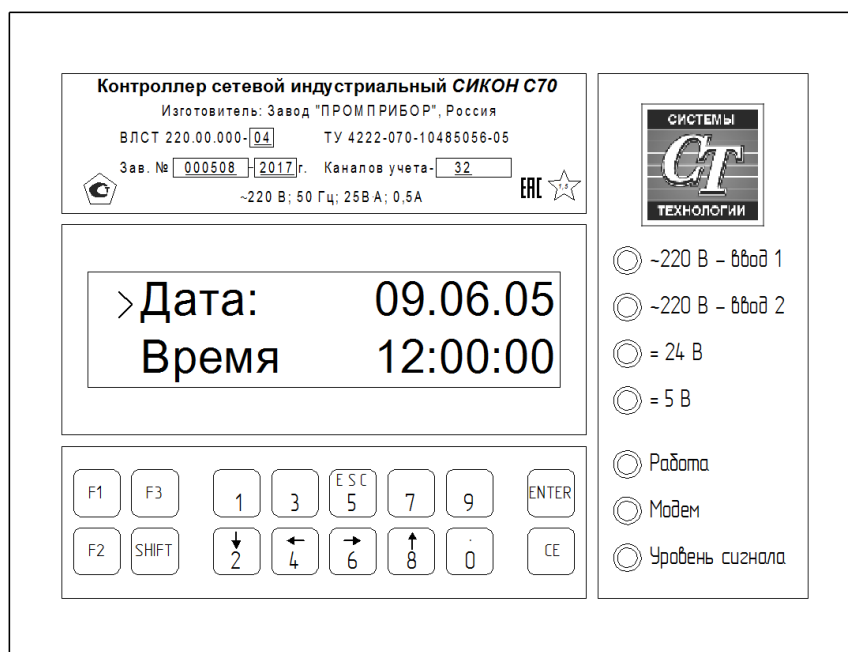 Контроллер сетевой индустриальный СИКОН С70
Изготовитель: Завод "ПРОМПРИБОР", Россия
ВЛСТ 220.00.000-04 ТУ 4222-070-10485056-05
Зав. № 000508 - 2017 г. Каналов учета- 32
~220 В; 50 Гц; 25В·А; 0,5А
ЕАС
1,5
>Дата: 09.06.05
Время 12:00:00
F1 F3 1 3 ESC 5 7 9 ENTER
F2 SHIFT ↓ 2 ← 4 → 6 ↑ 8 . 0 CE
СИСТЕМЫ
СТ
ТЕХНОЛОГИИ
~220 В – ввод 1
~220 В – ввод 2
= 24 В
= 5 В
Работа
Модем
Уровень сигнала